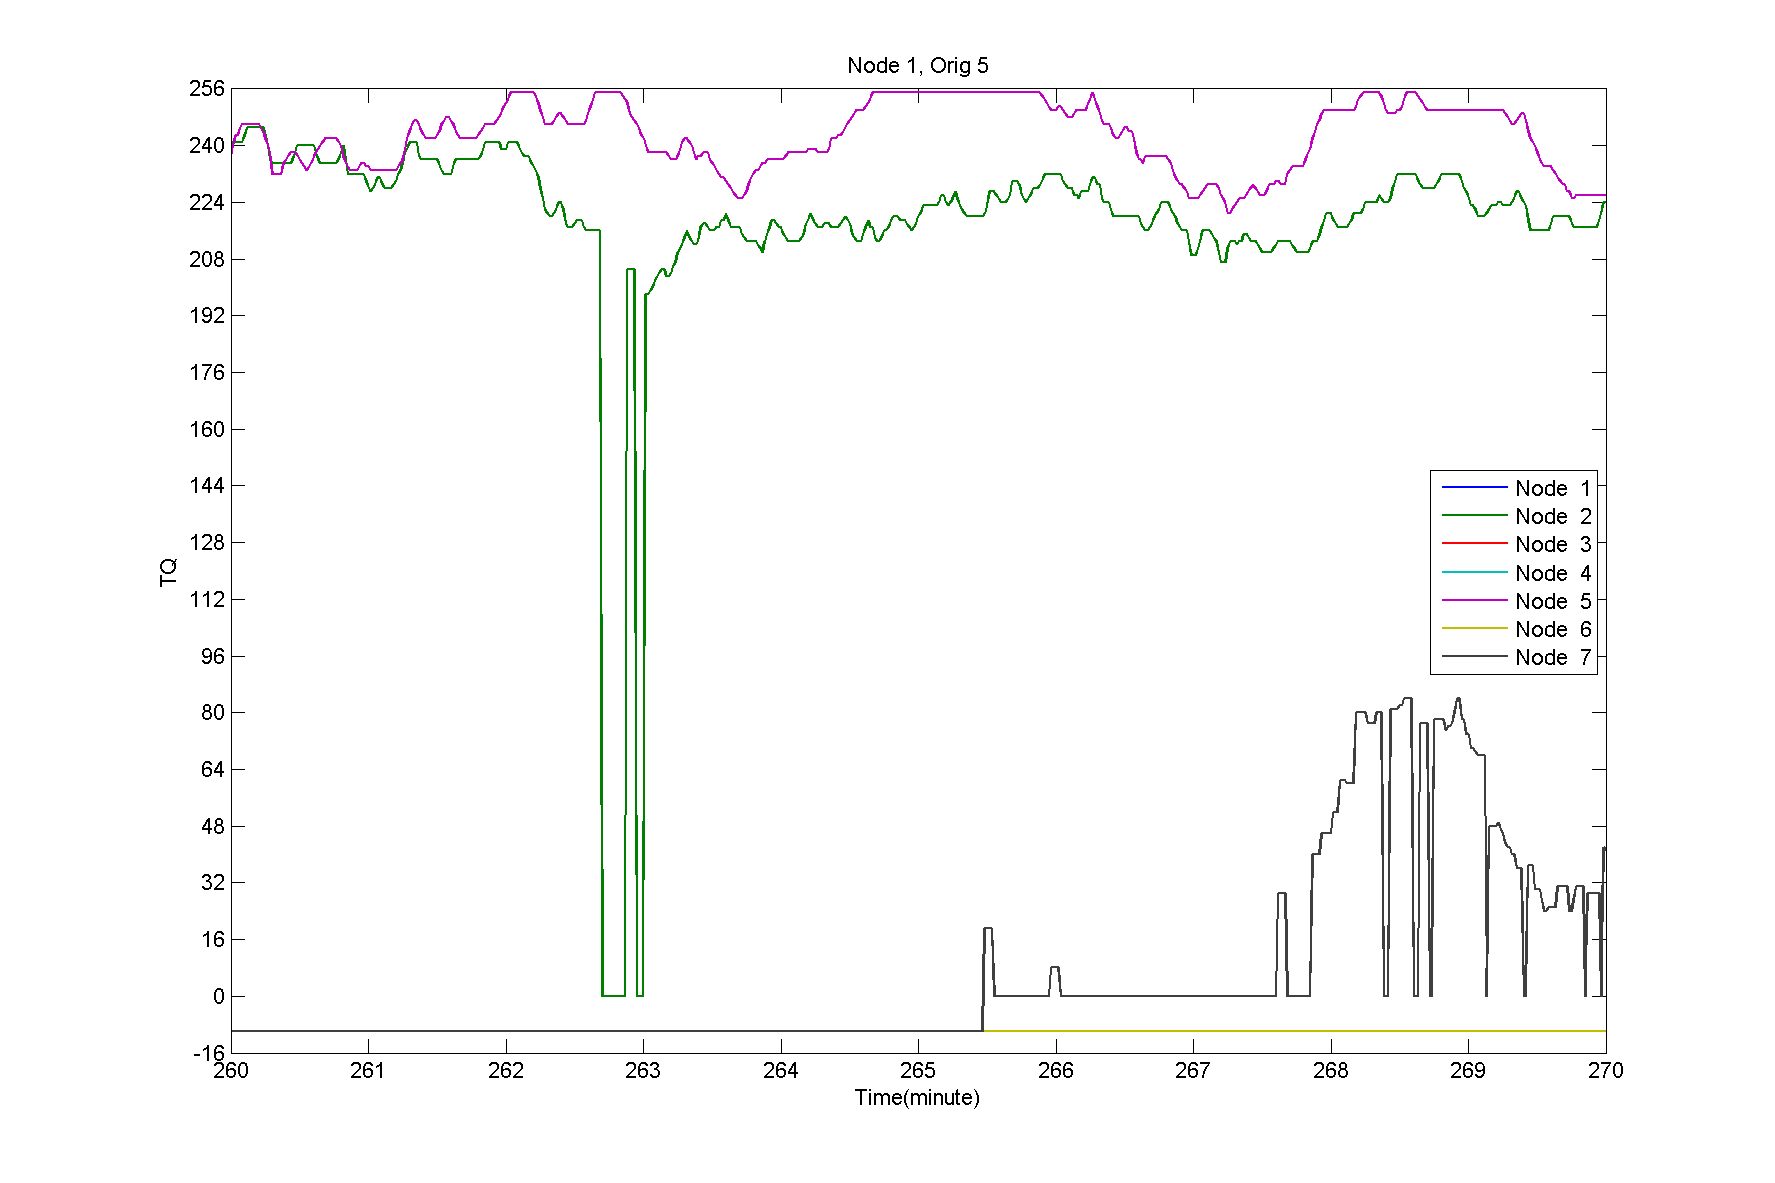 Node 1, Orig 5
256
240
224
208
192
176
160
144
128
112
96
80
64
48
32
16
0
-16
TQ
Node 1
Node 2
Node 3
Node 4
Node 5
Node 6
Node 7
260 261 262 263 264 265 266 267 268 269 270
Time(minute)